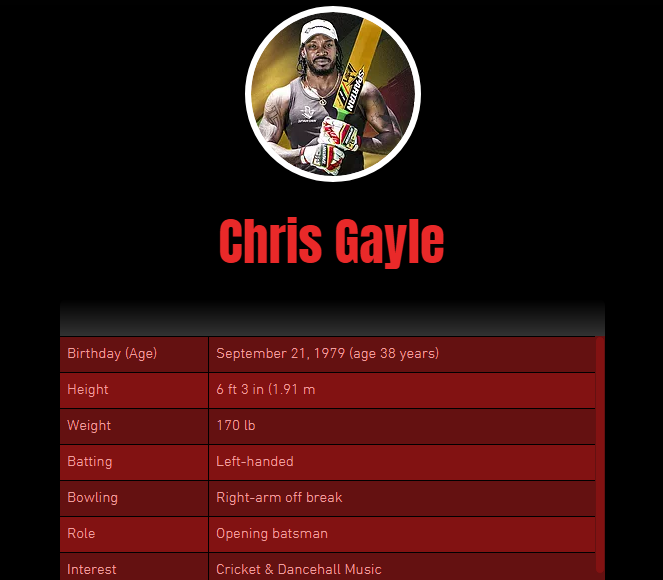 SPARTAN
Chris Gayle
Birthday (Age) September 21, 1979 (age 38 years)
Height 6 ft 3 in (1.91 m
Weight 170 lb
Batting Left-handed
Bowling Right-arm off break
Role Opening batsman
Interest Cricket & Dancehall Music